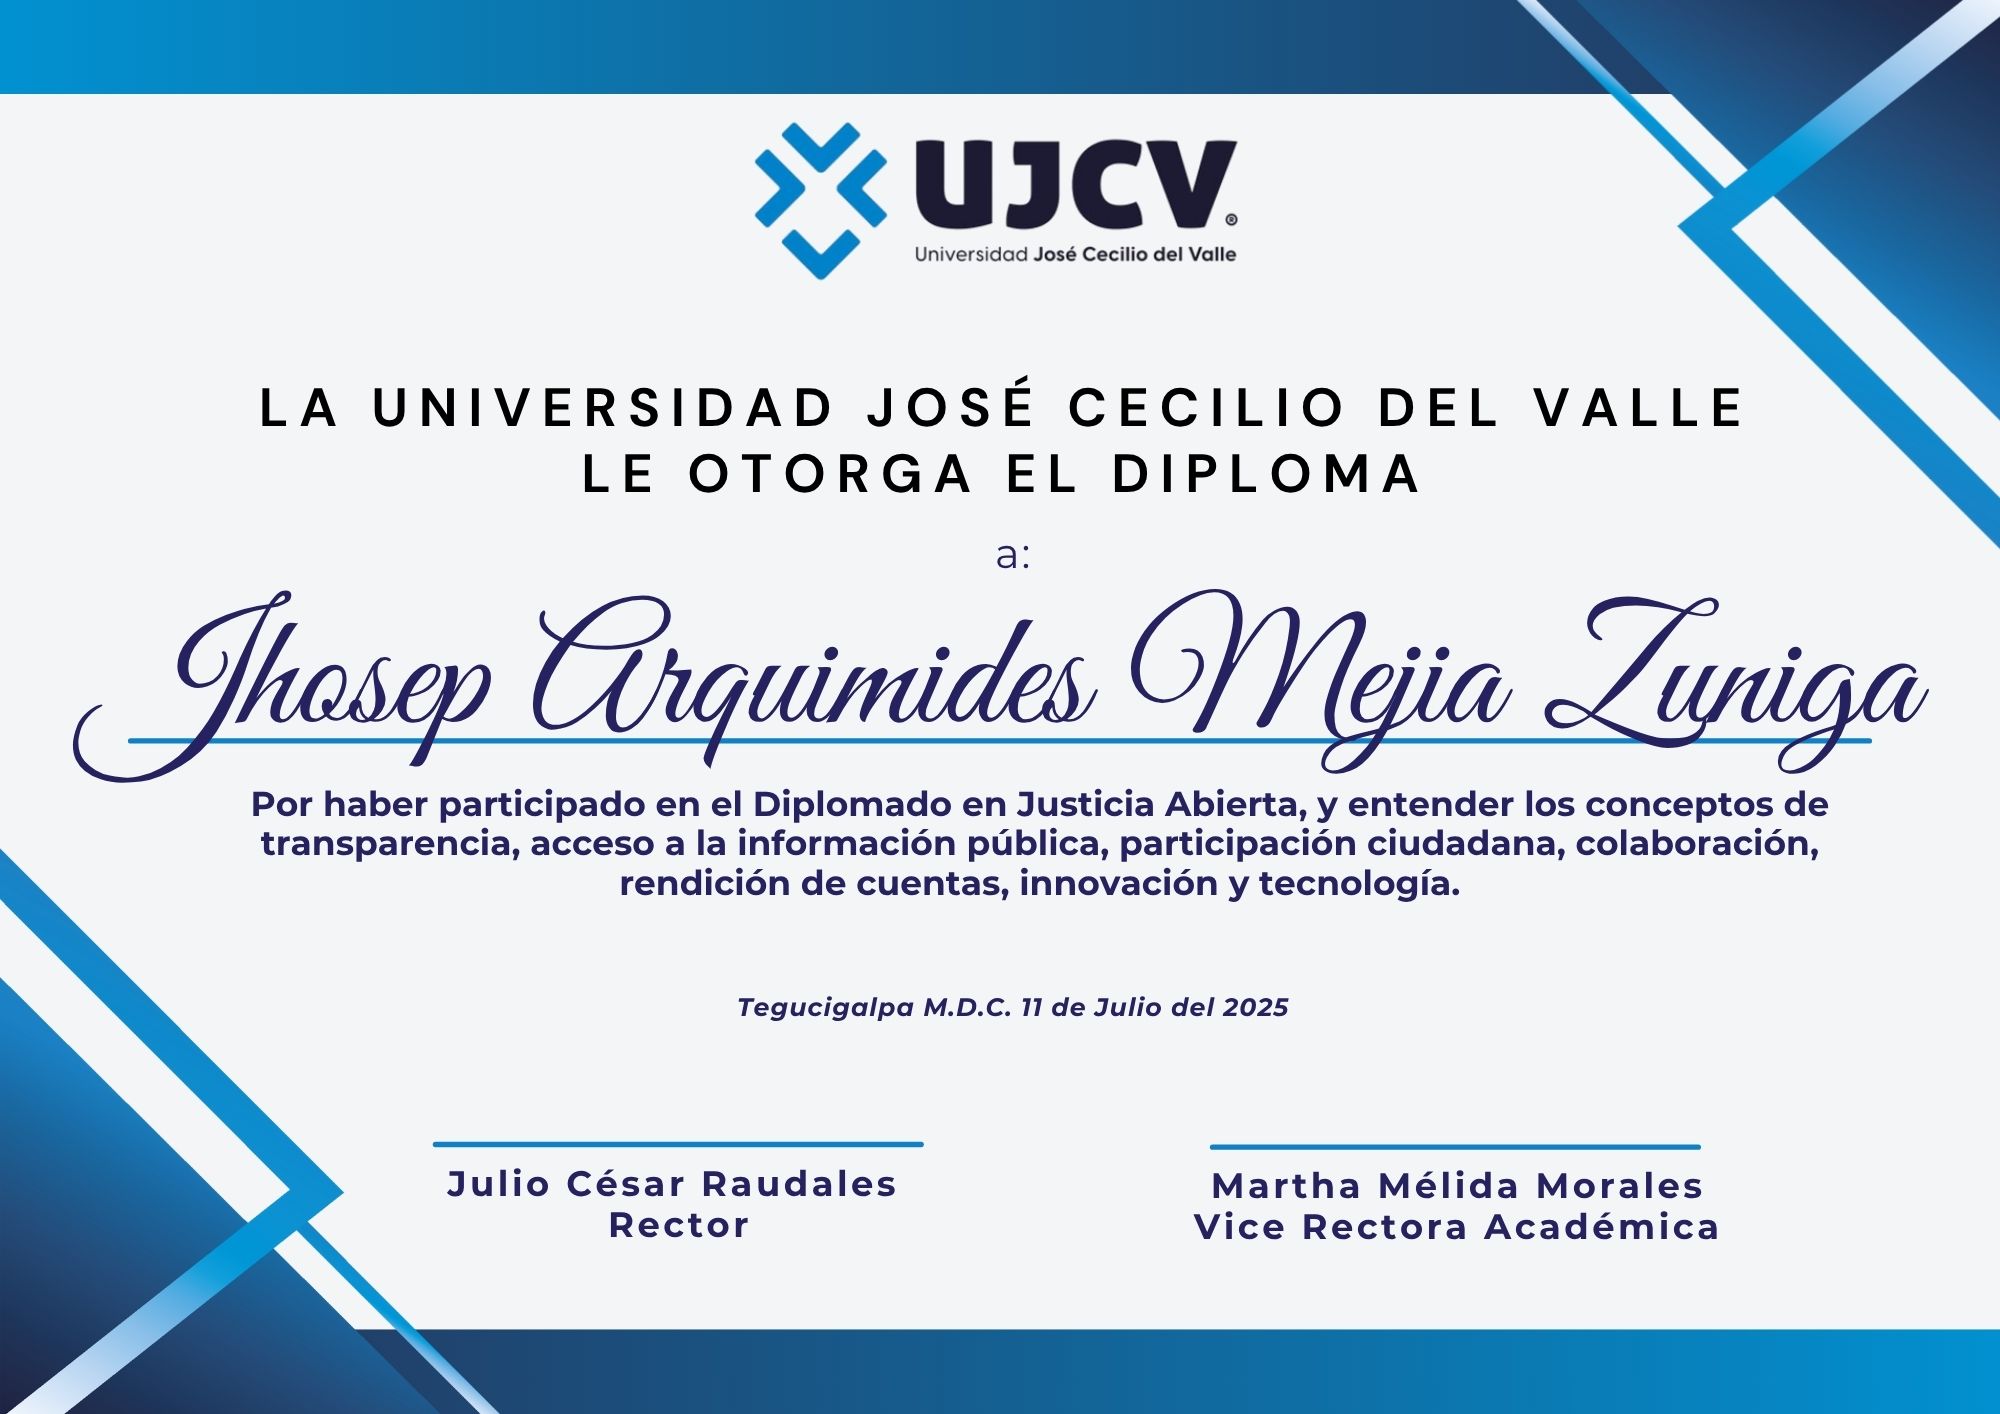 UJCV®
Universidad José Cecilio del Valle
LA UNIVERSIDAD JOSÉ CECILIO DEL VALLE
LE OTORGA EL DIPLOMA
a:
Jhosep Arquimides Mejia Zuniga
Por haber participado en el Diplomado en Justicia Abierta, y entender los conceptos de
transparencia, acceso a la información pública, participación ciudadana, colaboración,
rendición de cuentas, innovación y tecnología.
Tegucigalpa M.D.C. 11 de Julio del 2025
Julio César Raudales
Rector
Martha Mélida Morales
Vice Rectora Académica